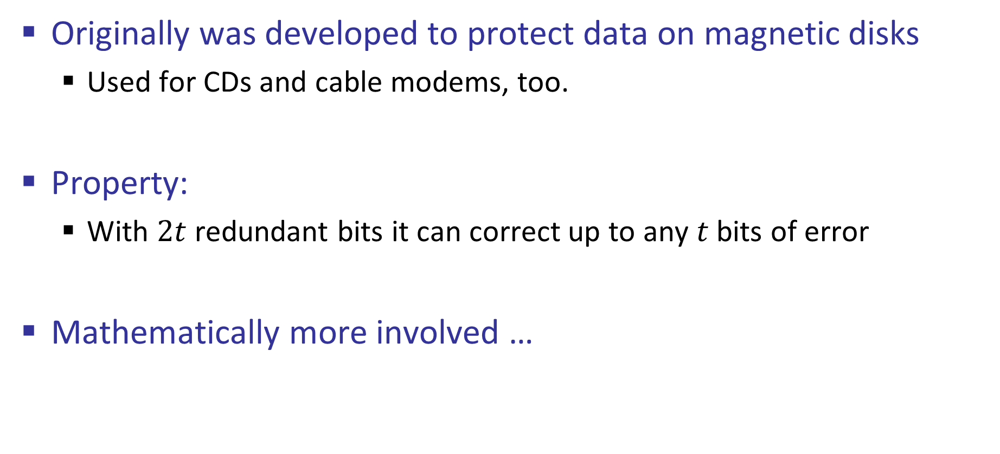 ▪ Originally was developed to protect data on magnetic disks
▪ Used for CDs and cable modems, too.
▪ Property:
▪ With 2t redundant bits it can correct up to any t bits of error
▪ Mathematically more involved …